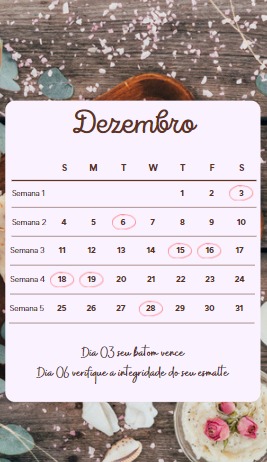 Dezembro
S M T W T F S
Semana 1 1 2 3
Semana 2 4 5 6 7 8 9 10
Semana 3 11 12 13 14 15 16 17
Semana 4 18 19 20 21 22 23 24
Semana 5 25 26 27 28 29 30 31
Dia 03 seu batom vence
Dia 06 verifique a integridade do seu esmalte